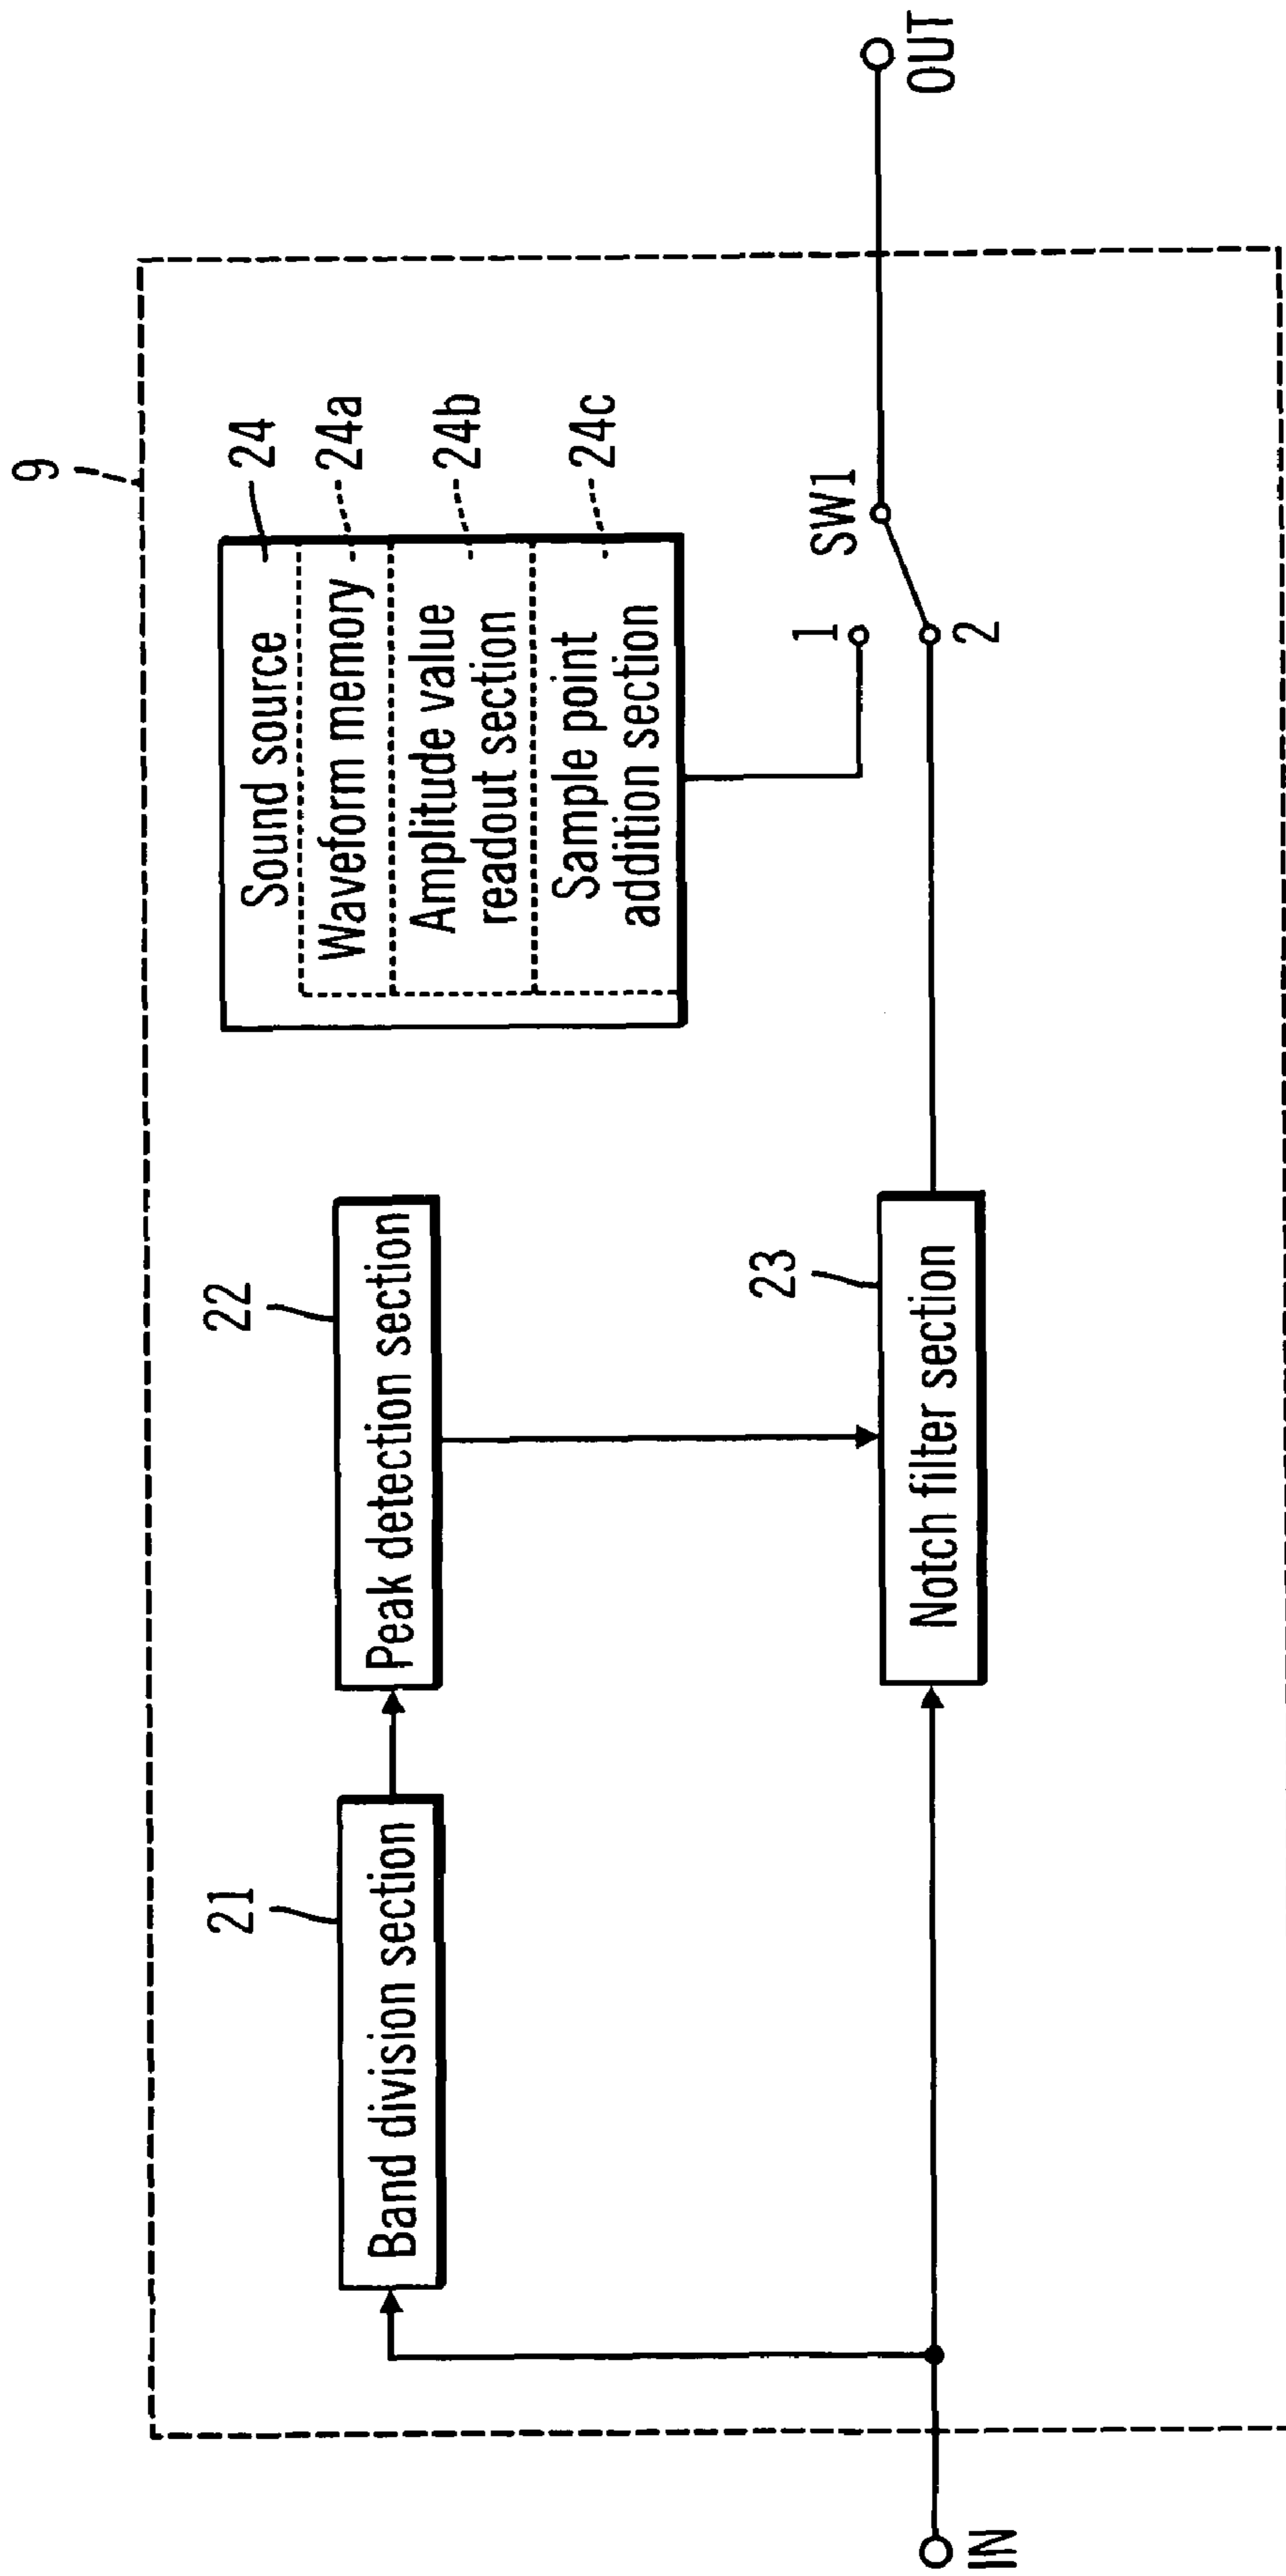 9
21
Band division section
22
Peak detection section
24
Sound source
24a
Waveform memory
24b
Amplitude value
readout section
24c
Sample point
addition section
23
Notch filter section
1
SW1
2
IN
OUT